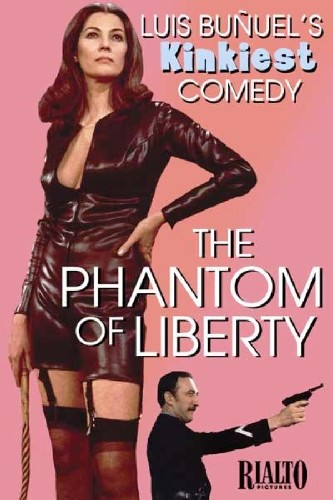 LUIS BUÑUEL'S
Kinkiest
COMEDY
THE
PHANTOM
OF LIBERTY
RIALTO
PICTURES